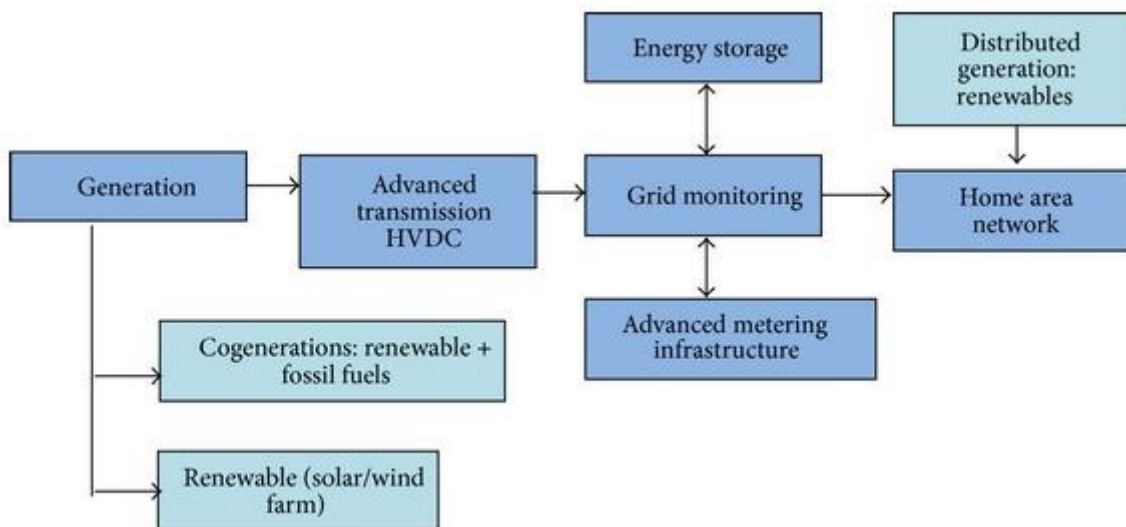 Energy storage
Distributed
generation:
renewables
Generation
Advanced
transmission
HVDC
Grid monitoring
Home area
network
Advanced metering
infrastructure
Cogenerations: renewable +
fossil fuels
Renewable (solar/wind
farm)